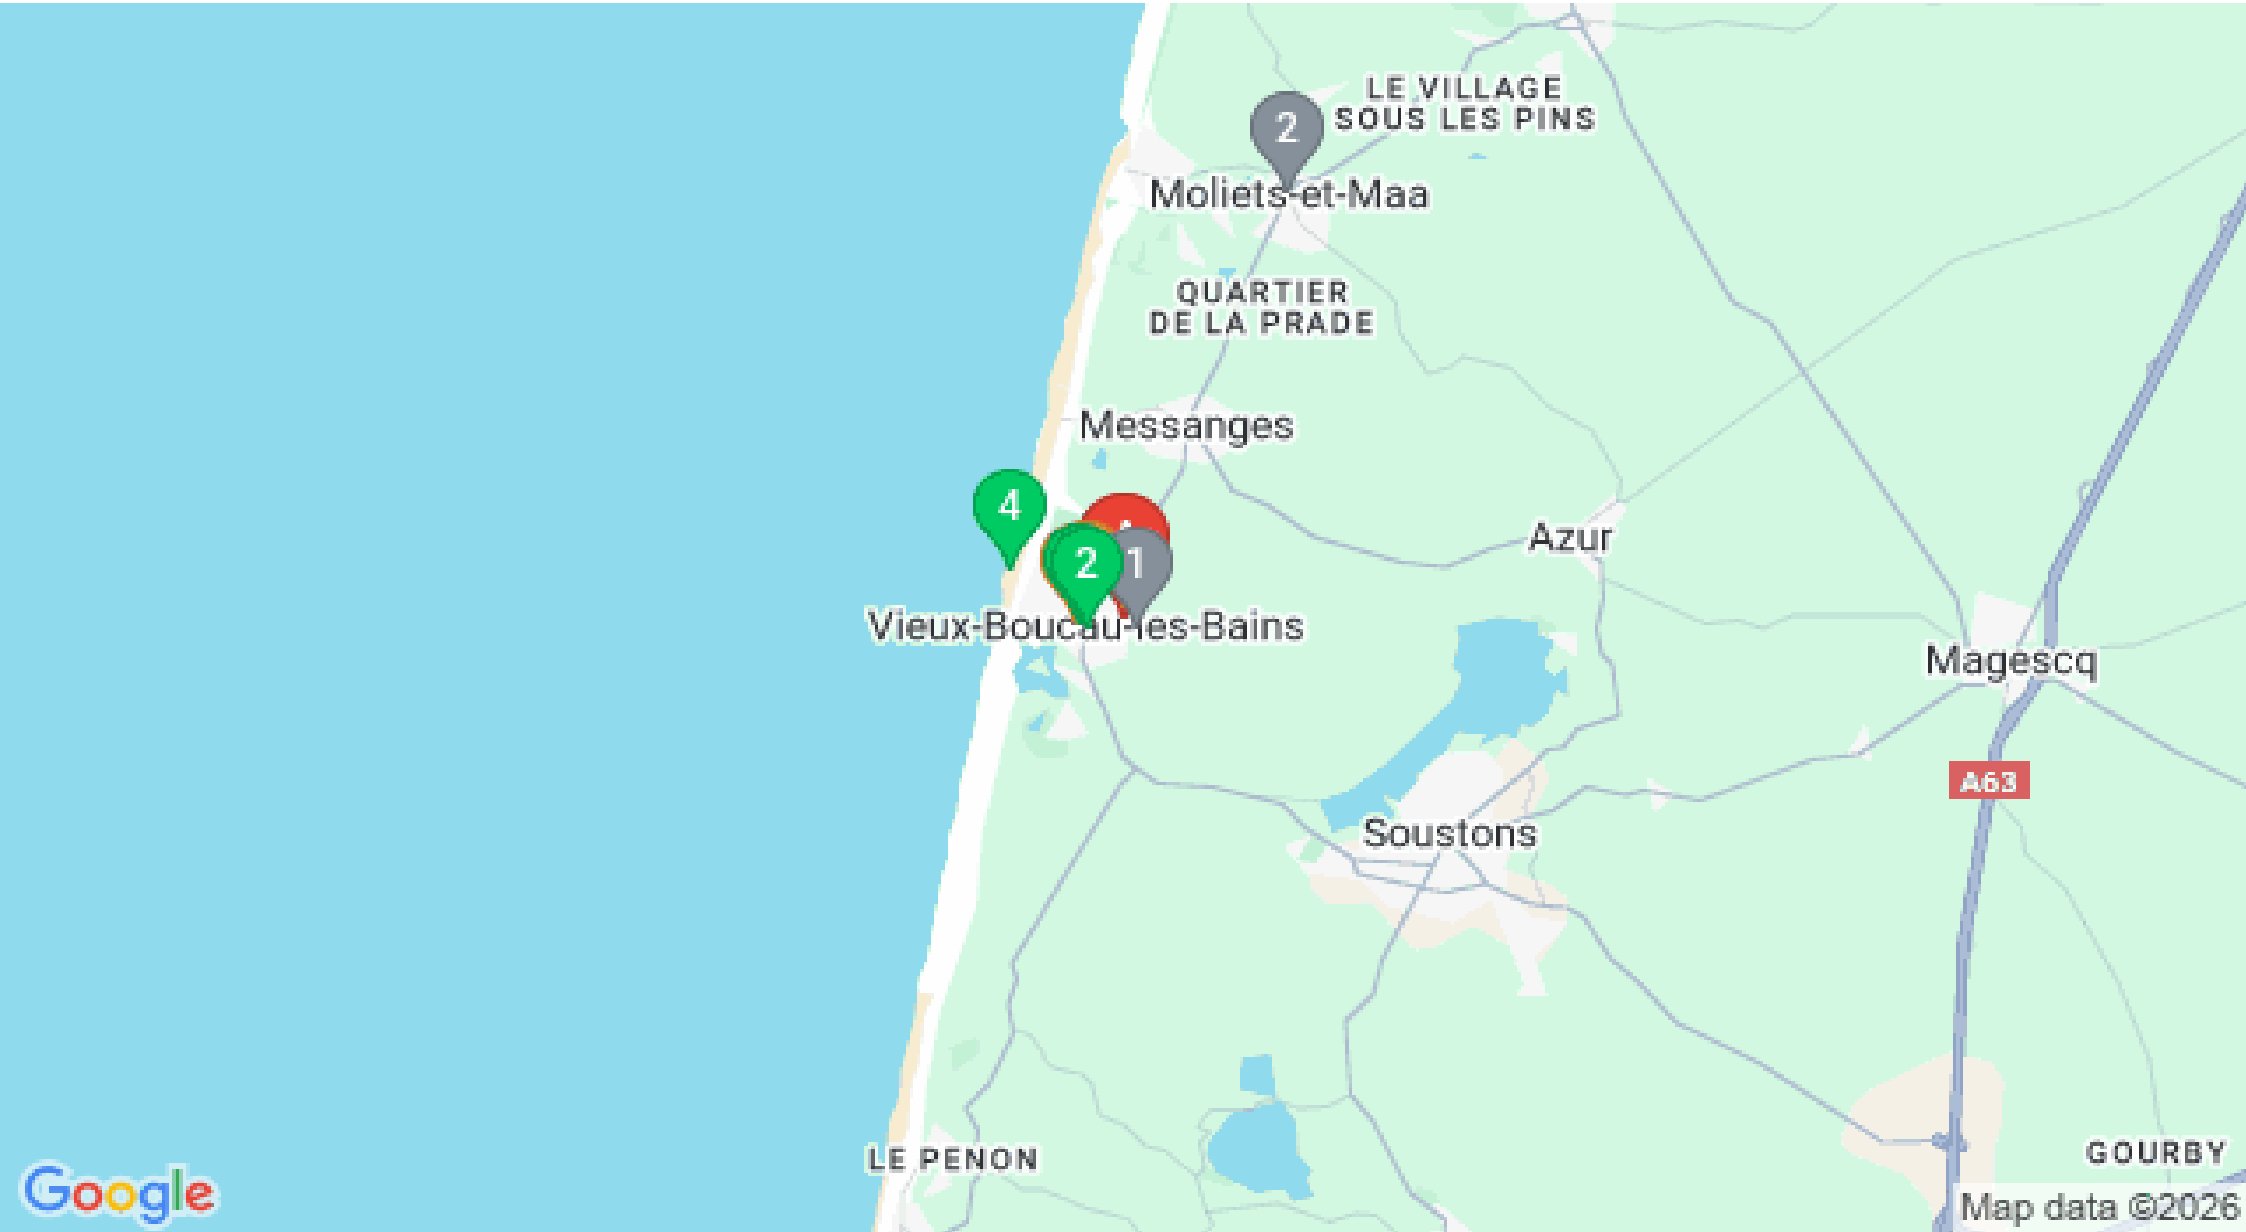 LE VILLAGE
SOUS LES PINS
2
Moliets-et-Maa
QUARTIER
DE LA PRADE
Messanges
4
2
1
Azur
Vieux-Boucau-les-Bains
Magescq
A63
Soustons
LE PENON
GOURBY
Google
Map data ©2026